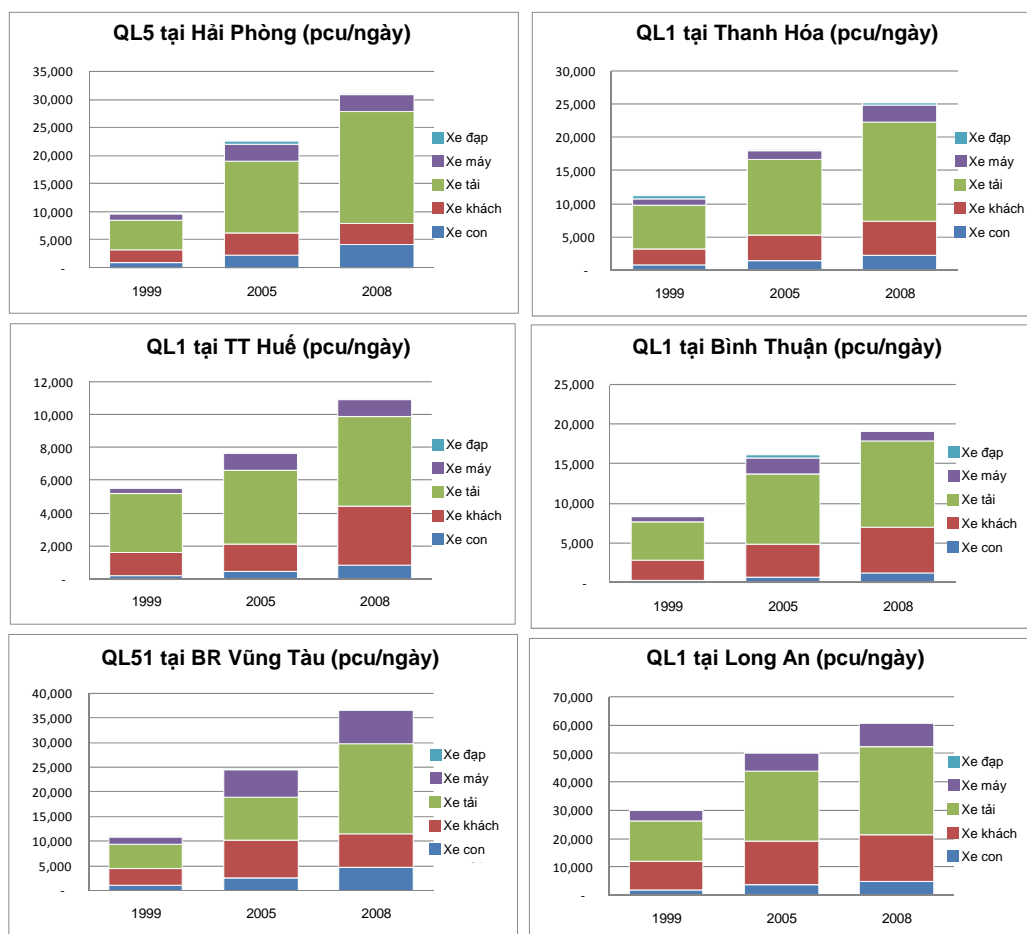 QL5 tại Hải Phòng (pcu/ngày)
35,000
30,000
25,000
20,000
15,000
10,000
5,000
-
1999
2005
2008
Xe đạp
Xe máy
Xe tải
Xe khách
Xe con
QL1 tại Thanh Hóa (pcu/ngày)
30,000
25,000
20,000
15,000
10,000
5,000
-
1999
2005
2008
Xe đạp
Xe máy
Xe tải
Xe khách
Xe con
QL1 tại TT Huế (pcu/ngày)
12,000
10,000
8,000
6,000
4,000
2,000
-
1999
2005
2008
Xe đạp
Xe máy
Xe tải
Xe khách
Xe con
QL1 tại Bình Thuận (pcu/ngày)
25,000
20,000
15,000
10,000
5,000
-
1999
2005
2008
Xe đạp
Xe máy
Xe tải
Xe khách
Xe con
QL51 tại BR Vũng Tàu (pcu/ngày)
40,000
35,000
30,000
25,000
20,000
15,000
10,000
5,000
-
1999
2005
2008
Xe đạp
Xe máy
Xe tải
Xe khách
Xe con
QL1 tại Long An (pcu/ngày)
70,000
60,000
50,000
40,000
30,000
20,000
10,000
-
1999
2005
2008
Xe đạp
Xe máy
Xe tải
Xe khách
Xe con